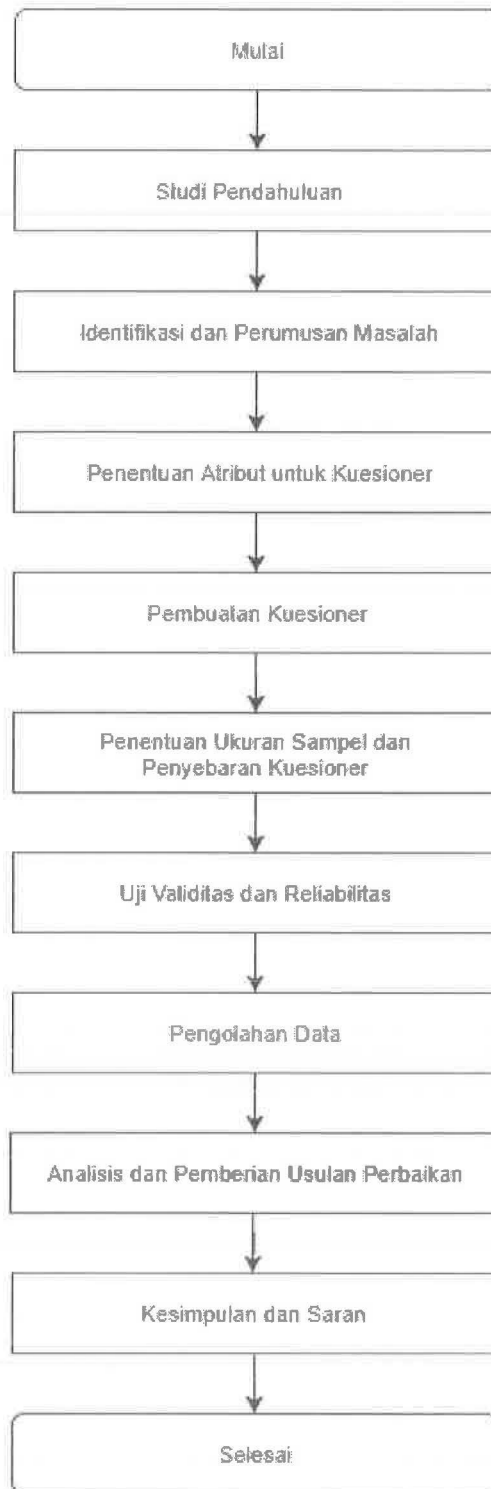 Mulai
Studi Pendahuluan
Identifikasi dan Perumusan Masalah
Penentuan Atribut untuk Kuesioner
Pembuatan Kuesioner
Penentuan Ukuran Sampel dan
Penyebaran Kuesioner
Uji Validitas dan Reliabilitas
Pengolahan Data
Analisis dan Pemberian Usulan Perbaikan
Kesimpulan dan Saran
Selesai